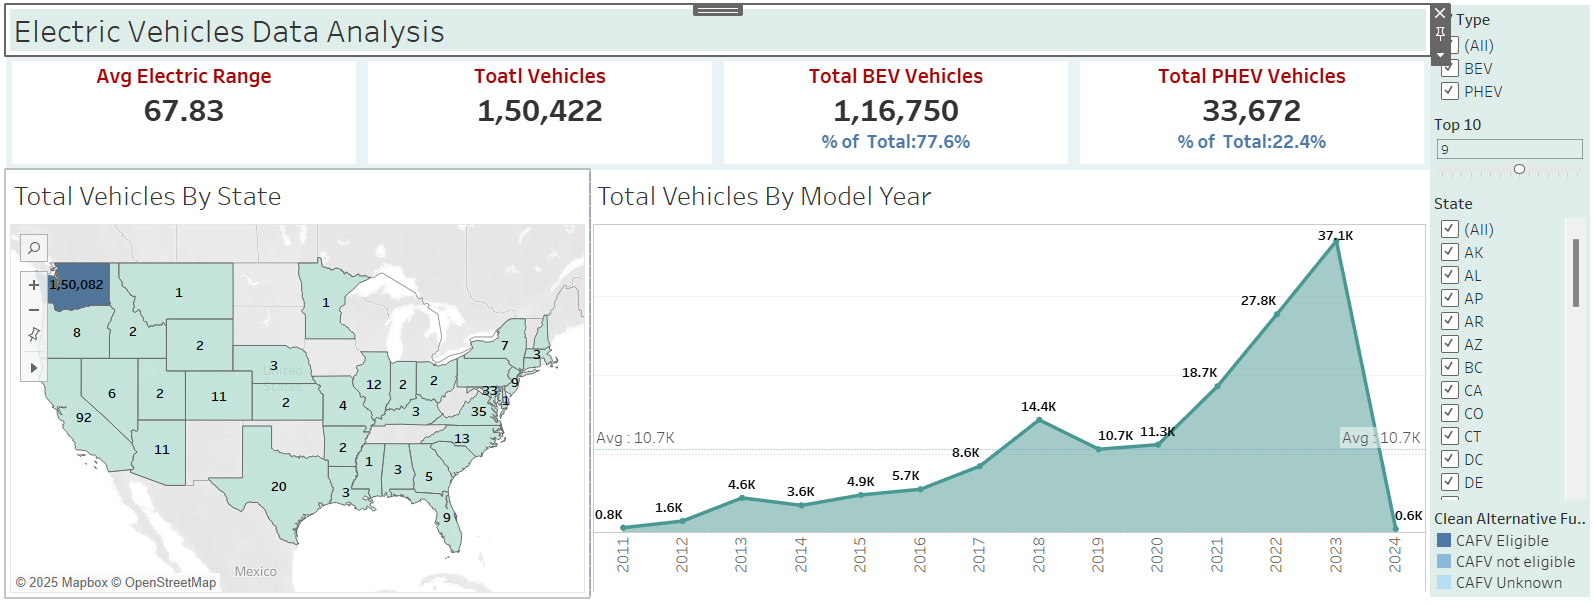 Electric Vehicles Data Analysis
Avg Electric Range
67.83
Toatl Vehicles
1,50,422
Total BEV Vehicles
1,16,750
% of Total:77.6%
Total PHEV Vehicles
33,672
% of Total:22.4%
Type
(All)
BEV
PHEV
Top 10
9
State
(All)
AK
AL
AP
AR
AZ
BC
CA
CO
CT
DC
DE
Clean Alternative Fu..
CAFV Eligible
CAFV not eligible
CAFV Unknown
Total Vehicles By State
1,50,082
1
1
8
2
2
7
3
3
6
2
11
2
12
2
2
33
9
1
92
4
3
35
11
2
13
1
3
5
20
3
9
United States
Mexico
© 2025 Mapbox © OpenStreetMap
Total Vehicles By Model Year
37.1K
27.8K
18.7K
14.4K
10.7K
11.3K
Avg : 10.7K
Avg : 10.7K
8.6K
5.7K
4.9K
4.6K
3.6K
1.6K
0.8K
0.6K
2011
2012
2013
2014
2015
2016
2017
2018
2019
2020
2021
2022
2023
2024